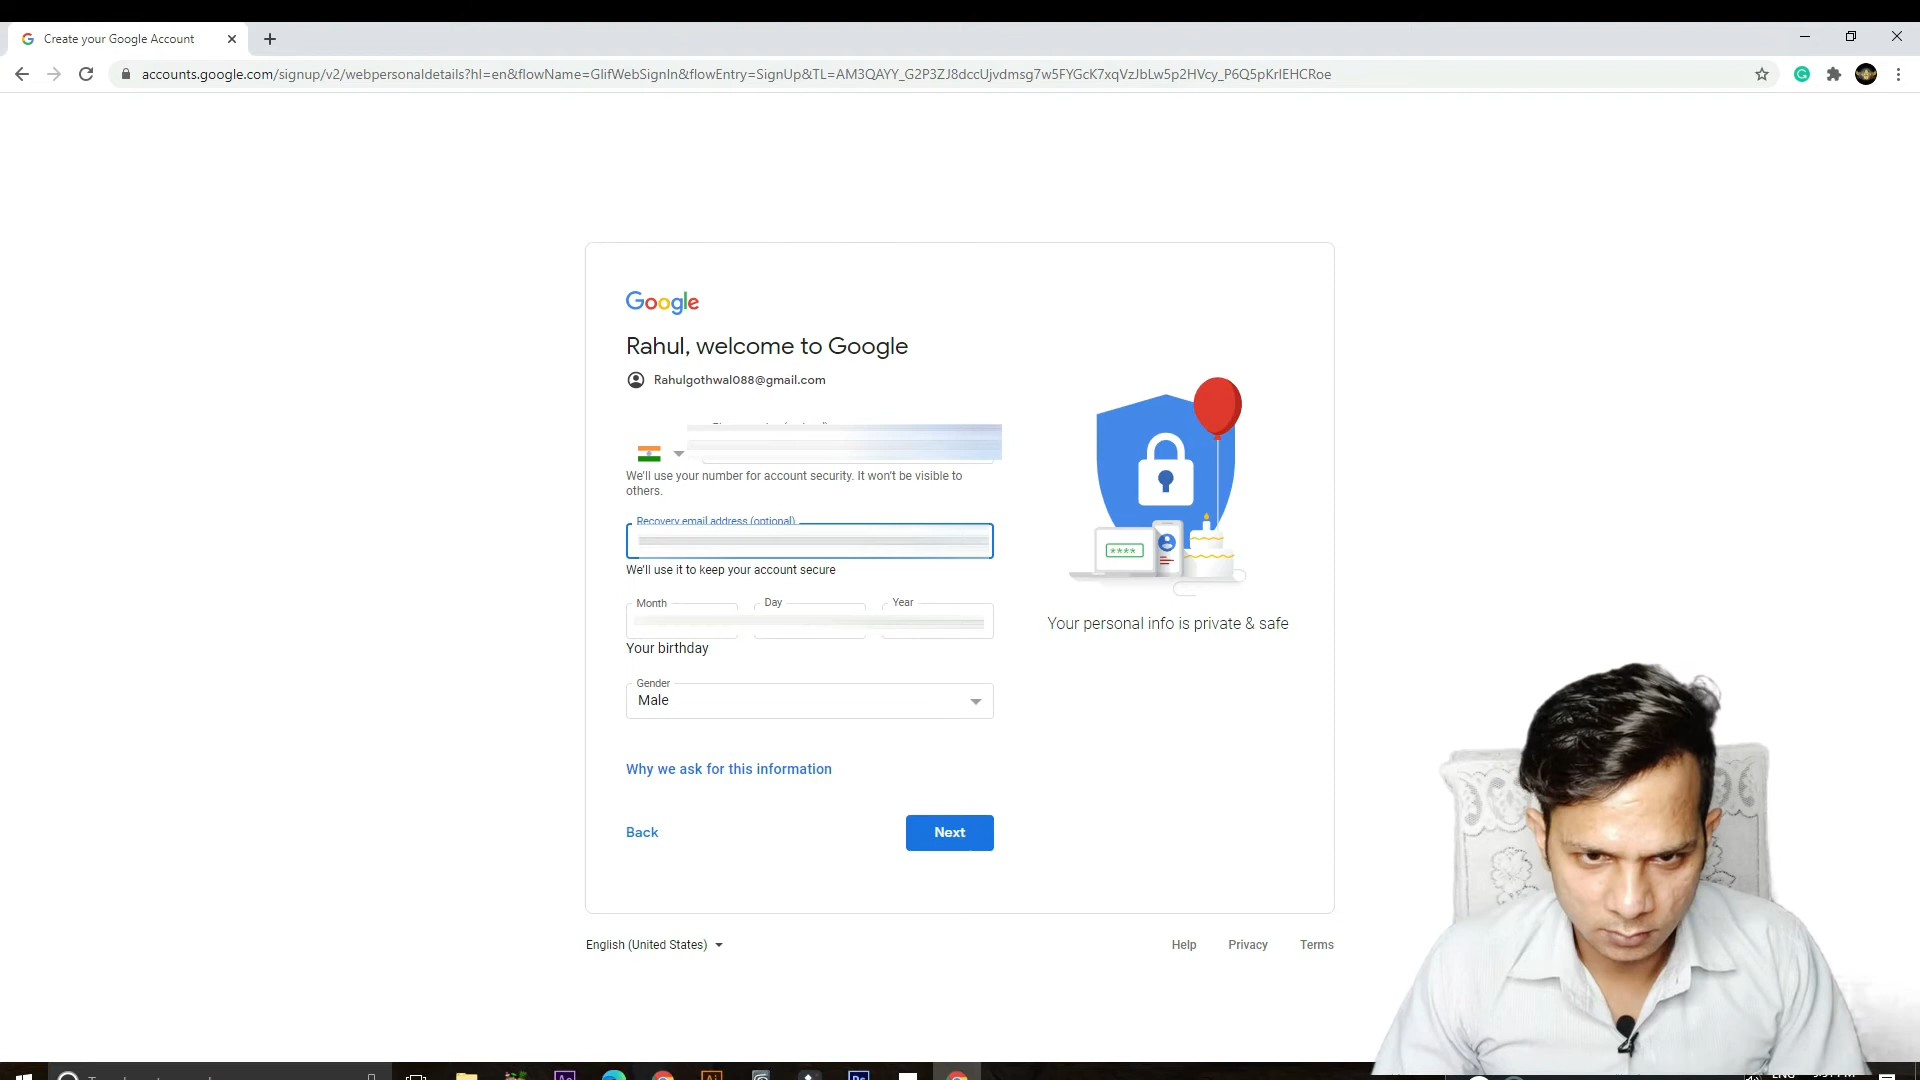 Create your Google Account
accounts.google.com/signup/v2/webpersonaldetails?hl=en&flowName=GlifWebSignIn&flowEntry=SignUp&TL=AM3QAYY_G2P3ZJ8dccUjvdmsg7w5FYGcK7xqVzJbLw5p2HVcy_P6Q5pKrIEHCRoe
Google
Rahul, welcome to Google
Rahulgothwal088@gmail.com
We'll use your number for account security. It won't be visible to
others.
Recovery email address (optional)
We'll use it to keep your account secure
Month
Day
Year
Your birthday
Gender
Male
Why we ask for this information
Back
Next
****
Your personal info is private & safe
English (United States)
Help
Privacy
Terms
Ae
Ai
Ps
ENG